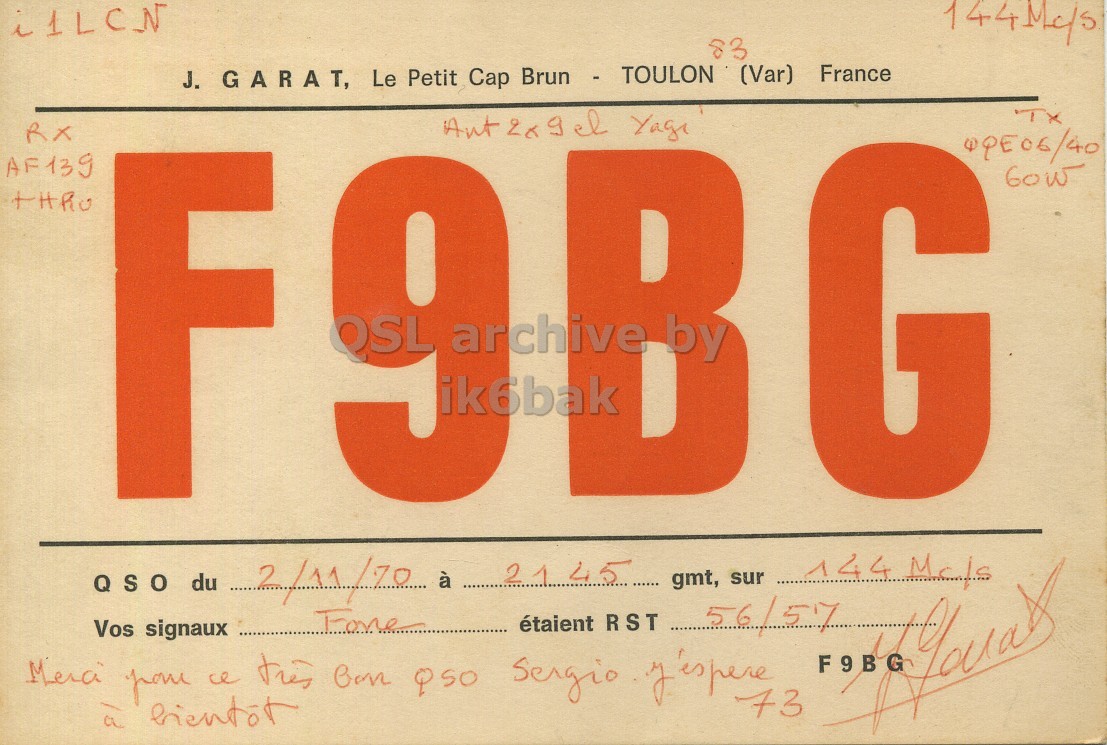 i1LCN 144 Mc/s
83
J. GARAT, Le Petit Cap Brun - TOULON (Var) France
Ant 2x9 el Yagi
RX
AF139
+ HRO
Tx
QQE06/40
60W
F9BG
QSL archive by
ik6bak
QSO du 2/11/70 à 2145 gmt, sur 144 Mc/s
Vos signaux Fone étaient RST 56/57
F9BG J Garat
Merci pour ce très bon QSO Sergio. J'espere
à bientôt 73